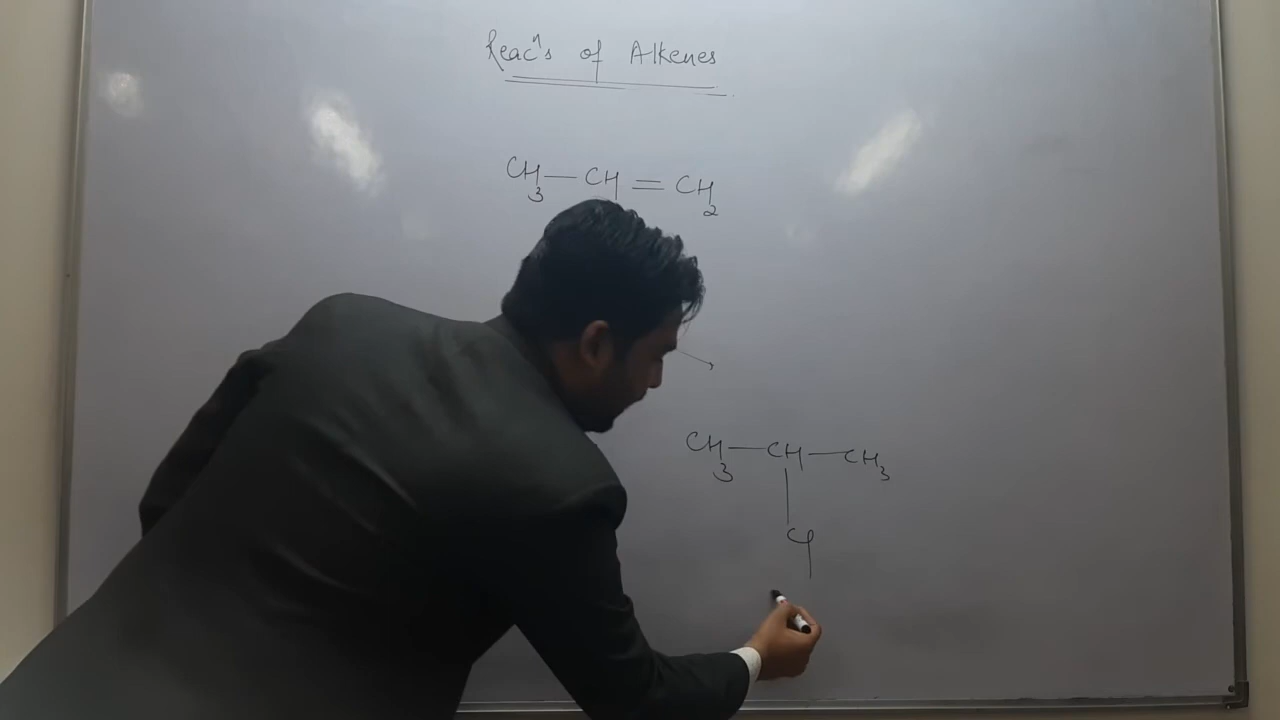 Reacⁿs of Alkenes
CH₃—CH=CH₂
CH₃—CH—CH₃
|
Cl